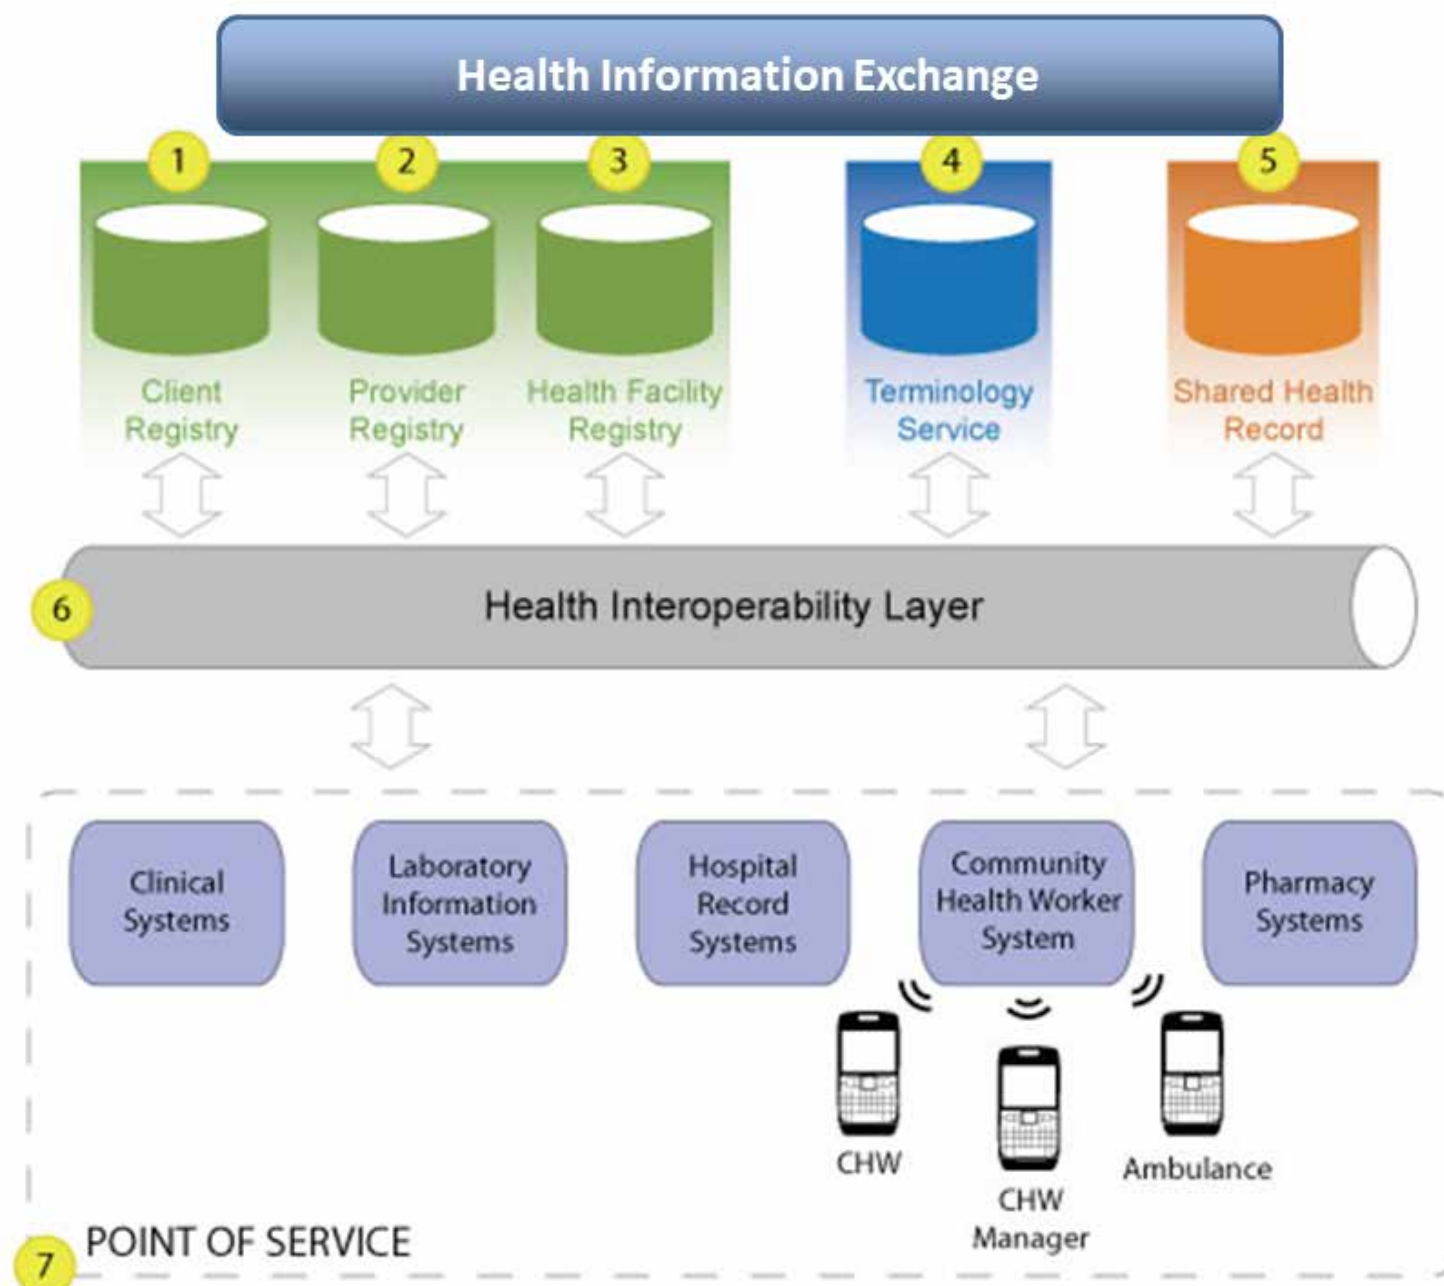 Health Information Exchange
1
2
3
4
5
Client
Registry
Provider
Registry
Health Facility
Registry
Terminology
Service
Shared Health
Record
6
Health Interoperability Layer
Clinical
Systems
Laboratory
Information
Systems
Hospital
Record
Systems
Community
Health Worker
System
Pharmacy
Systems
CHW
CHW
Manager
Ambulance
7
POINT OF SERVICE